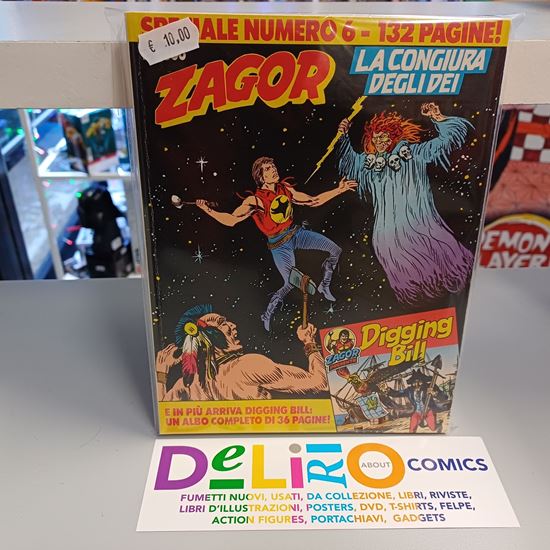 SPECIALE NUMERO 6 - 132 PAGINE!
€ 10,00
ZAGOR
LA CONGIURA
DEGLI DEI
Digging
Bill
ZAGOR
E IN PIÙ ARRIVA DIGGING BILL:
UN ALBO COMPLETO DI 36 PAGINE!
EMON
AYER
DeLiRiO
ABOUT
COMICS
FUMETTI NUOVI, USATI, DA COLLEZIONE, LIBRI, RIVISTE,
LIBRI D'ILLUSTRAZIONI, POSTERS, DVD, T-SHIRTS, FELPE,
ACTION FIGURES, PORTACHIAVI, GADGETS